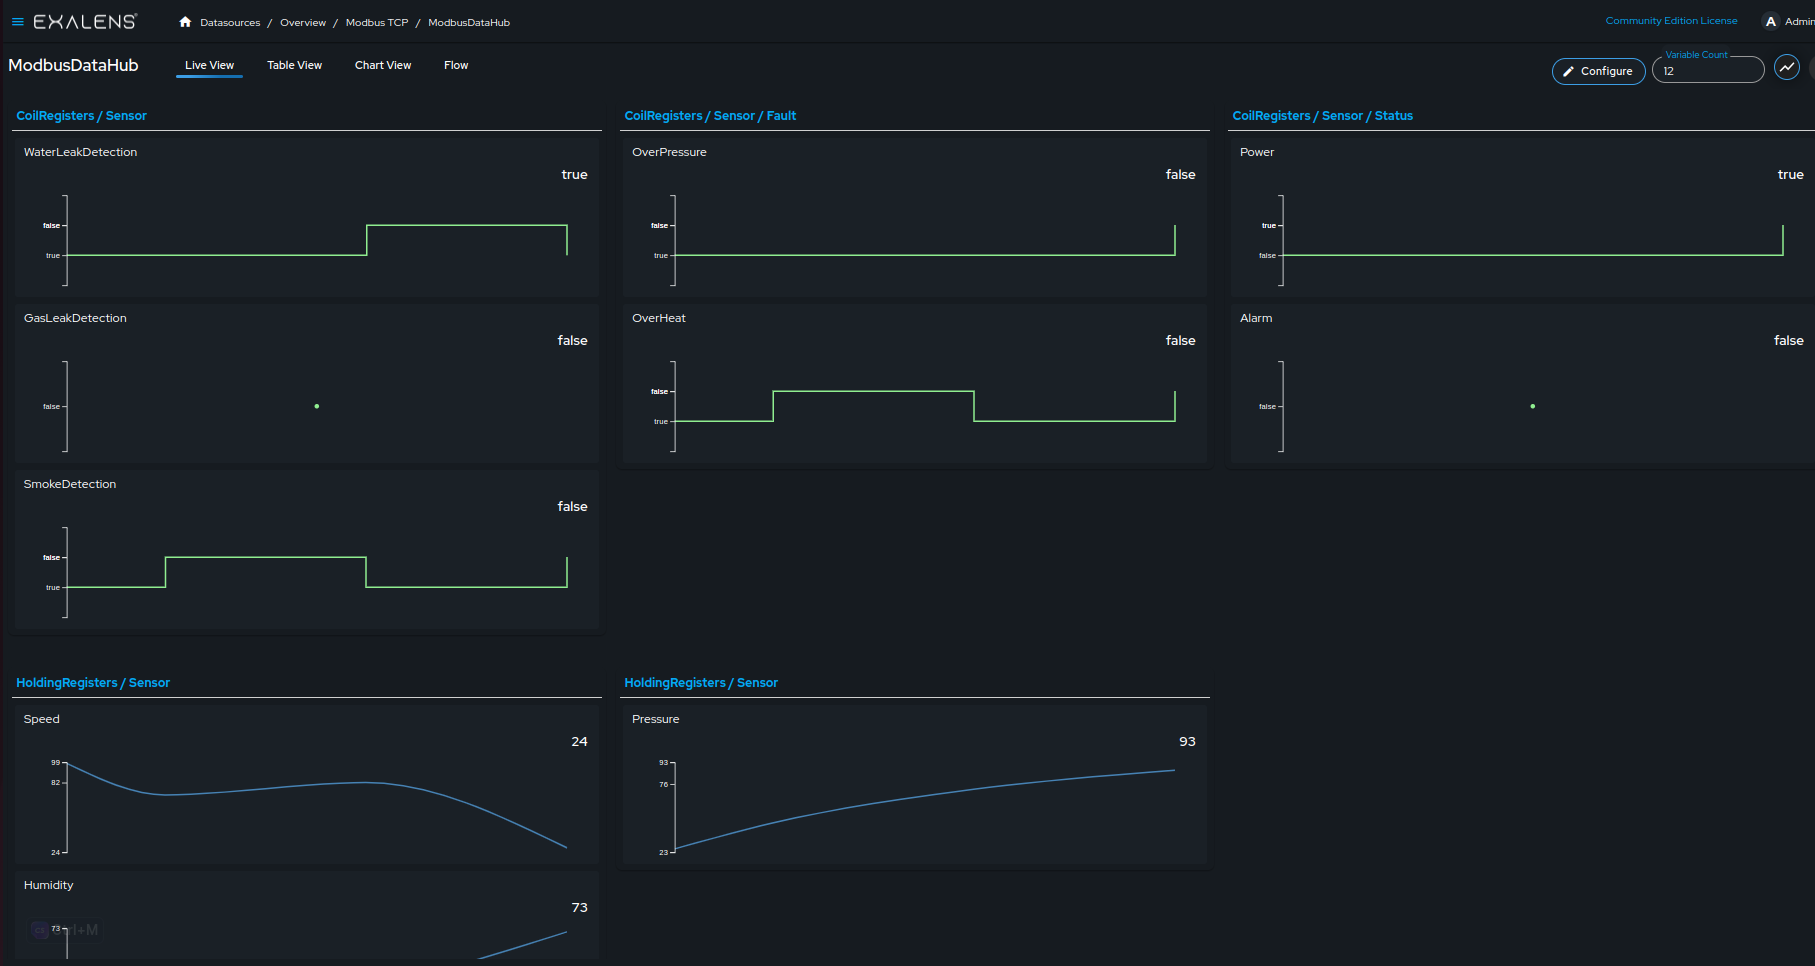 EXALENS
Datasources / Overview / Modbus TCP / ModbusDataHub
Community Edition License
A Admin
ModbusDataHub
Live View
Table View
Chart View
Flow
Configure
Variable Count
12
CoilRegisters / Sensor
WaterLeakDetection
true
false
true
GasLeakDetection
false
false
SmokeDetection
false
false
true
CoilRegisters / Sensor / Fault
OverPressure
false
false
true
OverHeat
false
false
true
CoilRegisters / Sensor / Status
Power
true
true
false
Alarm
false
false
HoldingRegisters / Sensor
Speed
24
99
82
24
Humidity
73
73
Ctrl+M
HoldingRegisters / Sensor
Pressure
93
93
76
23